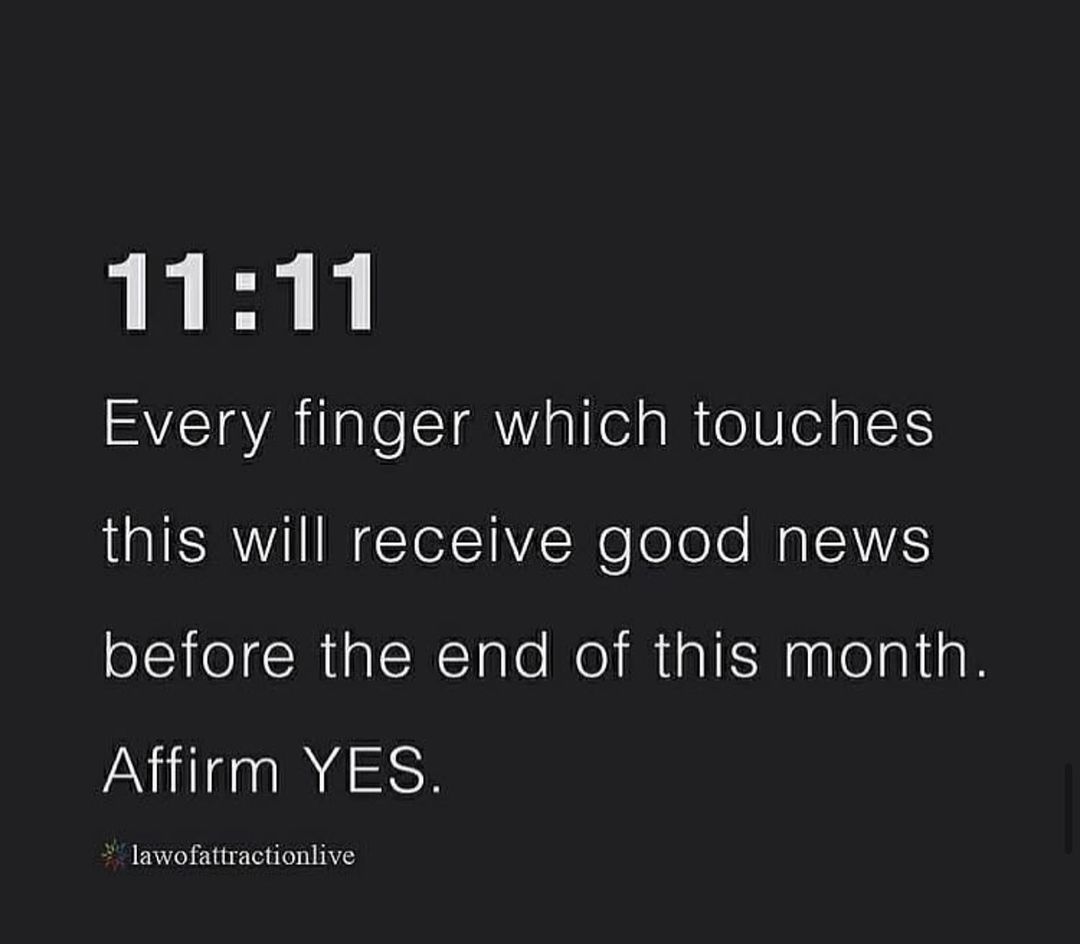 11:11
Every finger which touches
this will receive good news
before the end of this month.
Affirm YES.
lawofattractionlive